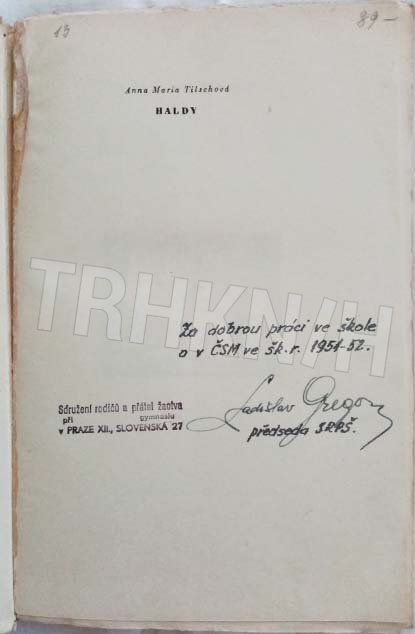 13
89-
Anna Maria Tilschová
HALDY
TRHKNIH
Za dobrou práci ve škole
a v ČSM ve šk. r. 1951-52.
Ladislav Gregor
předseda SRPŠ.
Sdružení rodičů a přátel žactva
při
gymnasiu
v PRAZE XII., SLOVENSKÁ 27